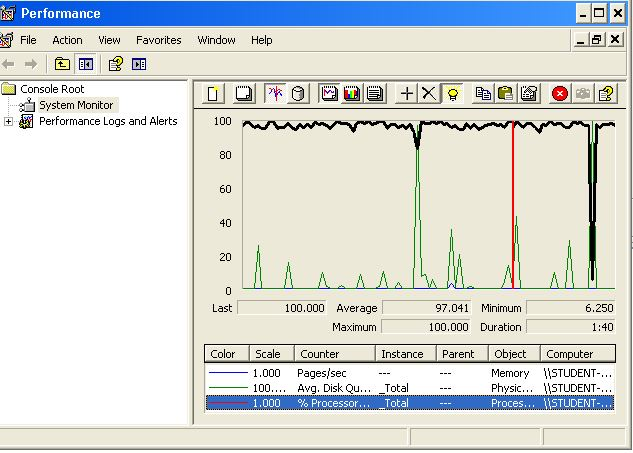 Performance
File Action View Favorites Window Help
Console Root
System Monitor
Performance Logs and Alerts
100
80
60
40
20
0
Last 100.000 Average 97.041 Minimum 6.250
Maximum 100.000 Duration 1:40
Color Scale Counter Instance Parent Object Computer
1.000 Pages/sec --- --- Memory \\STUDENT-...
100.... Avg. Disk Qu... _Total --- Physic... \\STUDENT-...
1.000 % Processor... _Total --- Proces... \\STUDENT-...